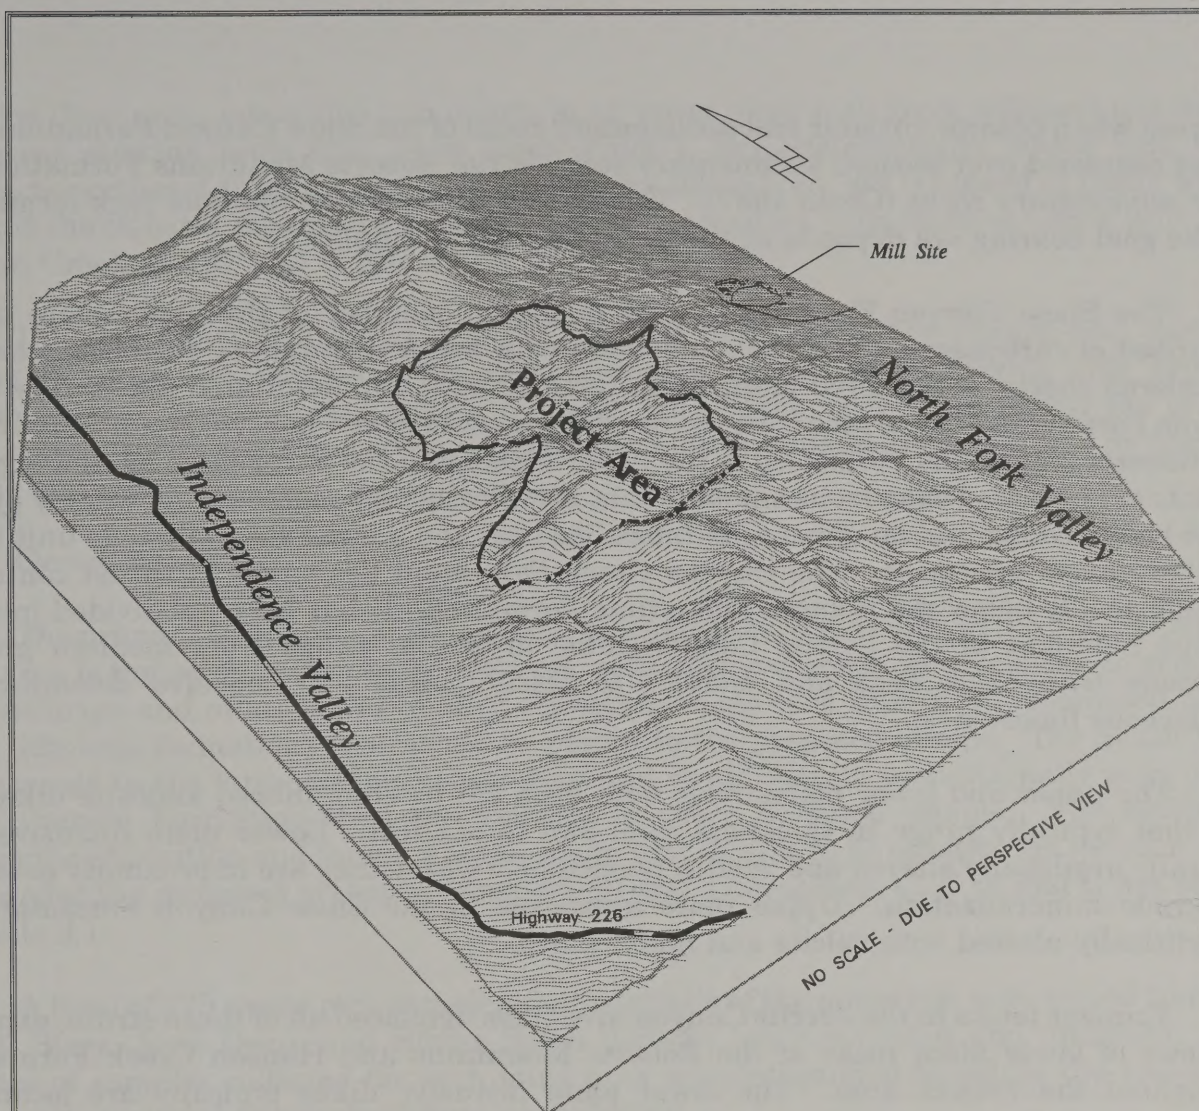 Mill Site
North Fork Valley
Project Area
Independence Valley
Highway 226
NO SCALE - DUE TO PERSPECTIVE VIEW